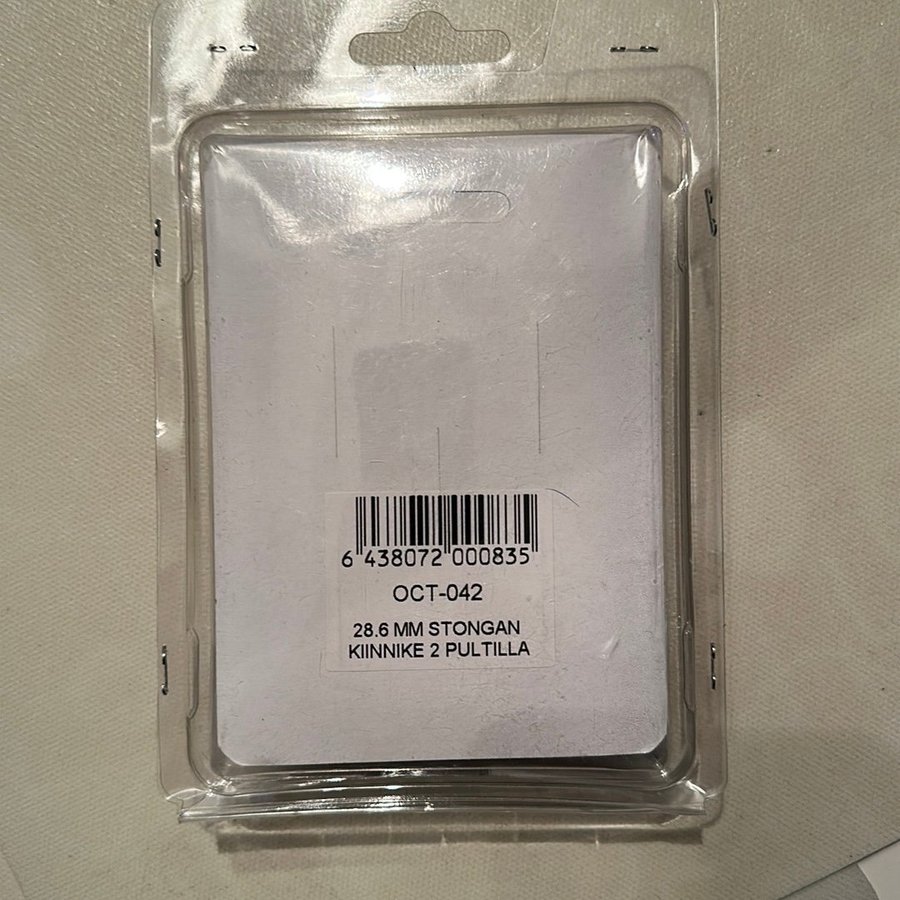 6 438072 000835
OCT-042
28.6 MM STONGAN
KIINNIKE 2 PULTILLA